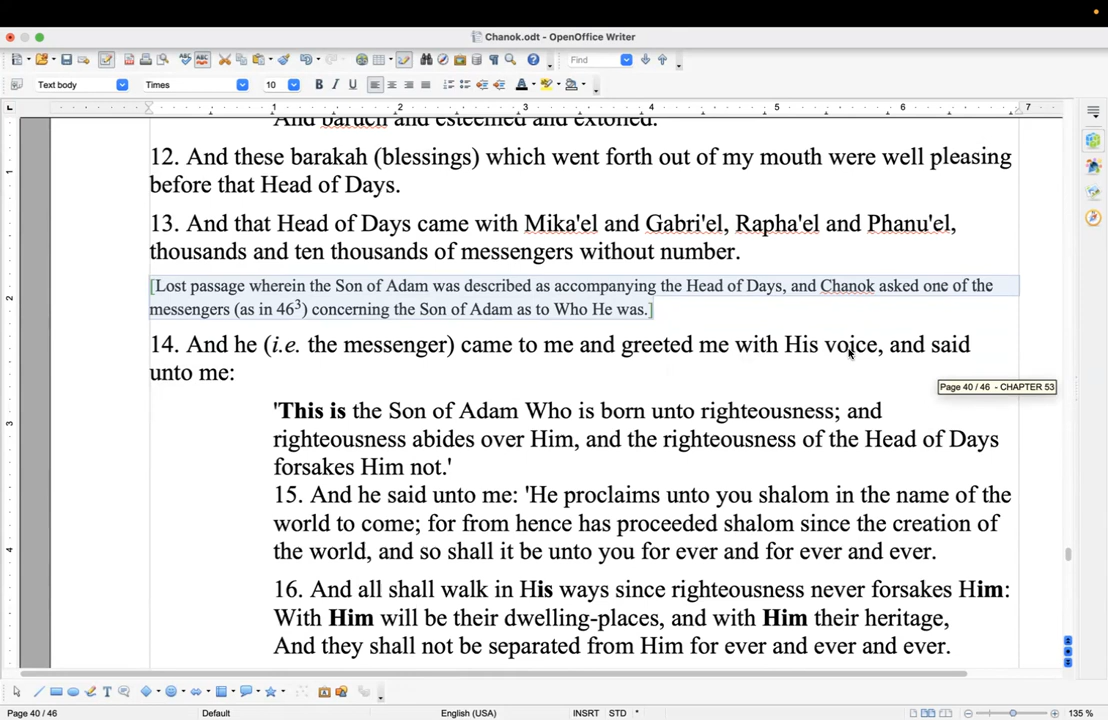 Chanok.odt - OpenOffice Writer
Find
Text body
Times
10
1 2 3 4 5 6 7
And baruch and esteemed and extolled.
12. And these barakah (blessings) which went forth out of my mouth were well pleasing
before that Head of Days.
13. And that Head of Days came with Mika'el and Gabri'el, Rapha'el and Phanu'el,
thousands and ten thousands of messengers without number.
[Lost passage wherein the Son of Adam was described as accompanying the Head of Days, and Chanok asked one of the
messengers (as in 46³) concerning the Son of Adam as to Who He was.]
14. And he (i.e. the messenger) came to me and greeted me with His voice, and said
unto me:
Page 40 / 46 - CHAPTER 53
'This is the Son of Adam Who is born unto righteousness; and
righteousness abides over Him, and the righteousness of the Head of Days
forsakes Him not.'
15. And he said unto me: 'He proclaims unto you shalom in the name of the
world to come; for from hence has proceeded shalom since the creation of
the world, and so shall it be unto you for ever and for ever and ever.
16. And all shall walk in His ways since righteousness never forsakes Him:
With Him will be their dwelling-places, and with Him their heritage,
And they shall not be separated from Him for ever and ever and ever.
Page 40 / 46
Default
English (USA)
INSRT
STD
*
135 %